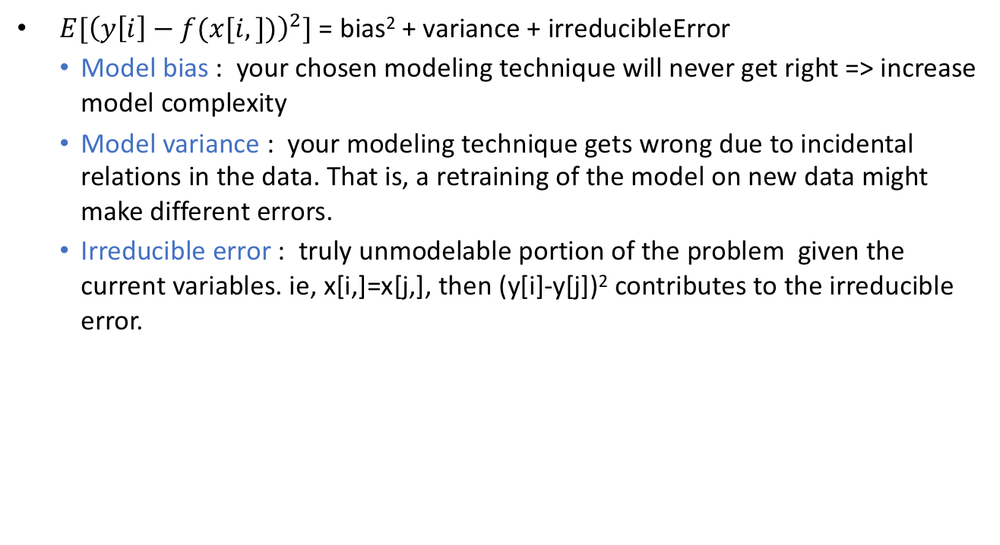 • E[(y[i] − f(x[i,]))²] = bias² + variance + irreducibleError
• Model bias : your chosen modeling technique will never get right => increase
model complexity
• Model variance : your modeling technique gets wrong due to incidental
relations in the data. That is, a retraining of the model on new data might
make different errors.
• Irreducible error : truly unmodelable portion of the problem given the
current variables. ie, x[i,]=x[j,], then (y[i]-y[j])² contributes to the irreducible
error.